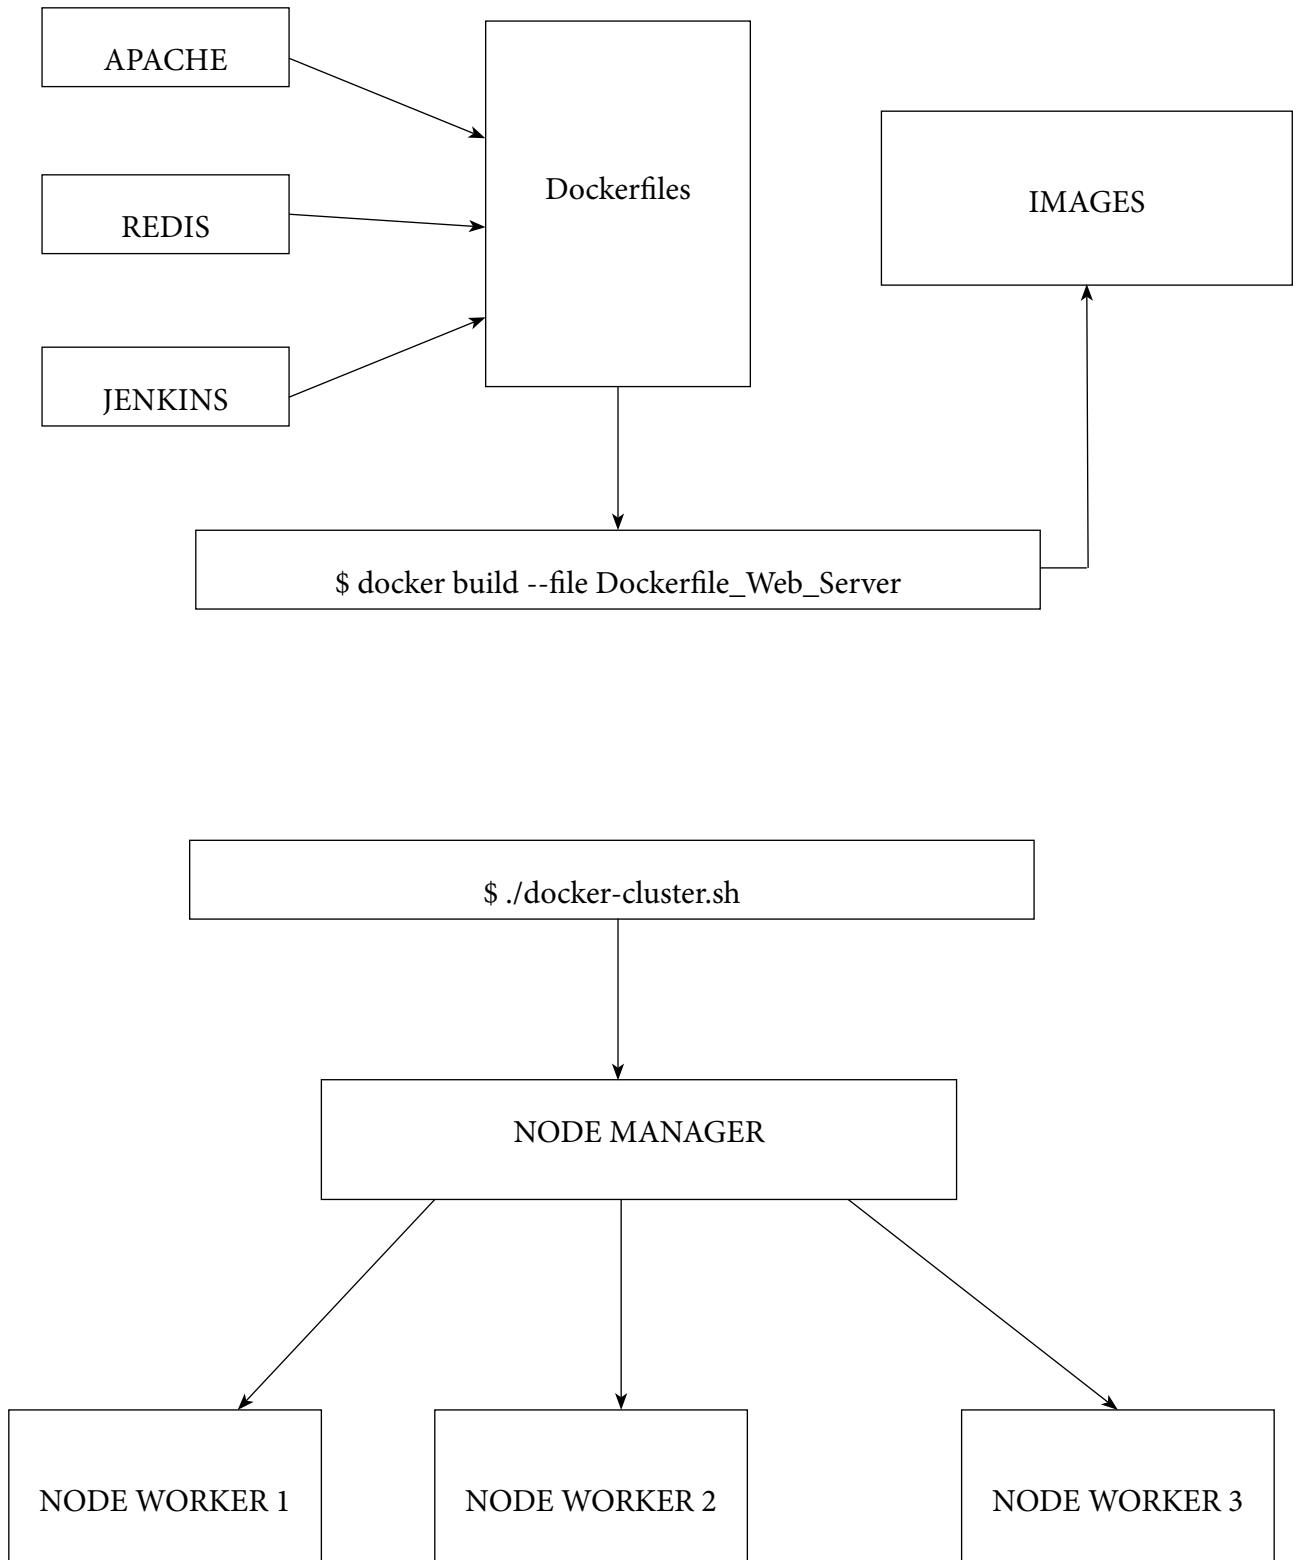 APACHE
Dockerfiles
IMAGES
REDIS
JENKINS
$ docker build --file Dockerfile_Web_Server
$ ./docker-cluster.sh
NODE MANAGER
NODE WORKER 1
NODE WORKER 2
NODE WORKER 3